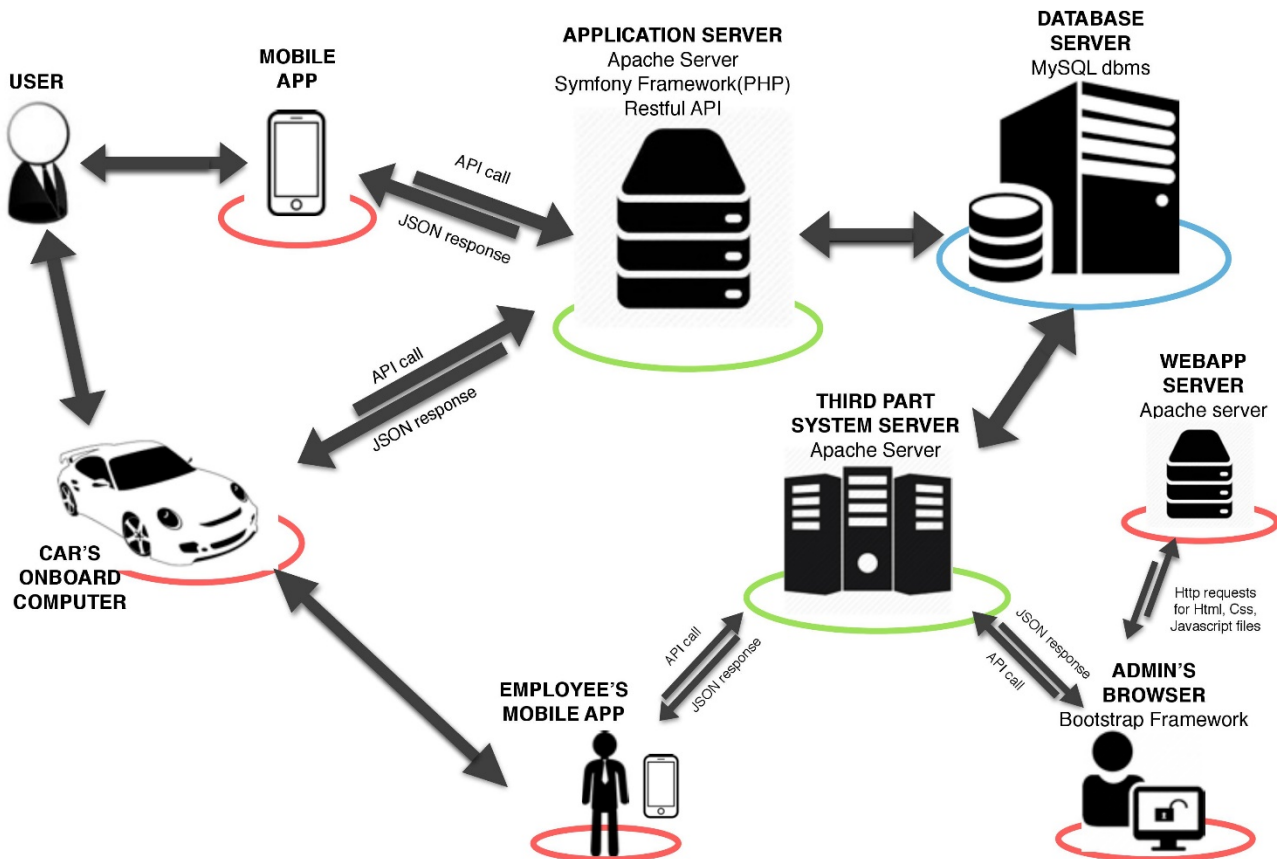 USER
MOBILE
APP
APPLICATION SERVER
Apache Server
Symfony Framework(PHP)
Restful API
DATABASE
SERVER
MySQL dbms
API call
JSON response
API call
JSON response
WEBAPP
SERVER
Apache server
THIRD PART
SYSTEM SERVER
Apache Server
CAR'S
ONBOARD
COMPUTER
Http requests
for Html, Css,
Javascript files
API call
JSON response
JSON response
API call
EMPLOYEE'S
MOBILE APP
ADMIN'S
BROWSER
Bootstrap Framework